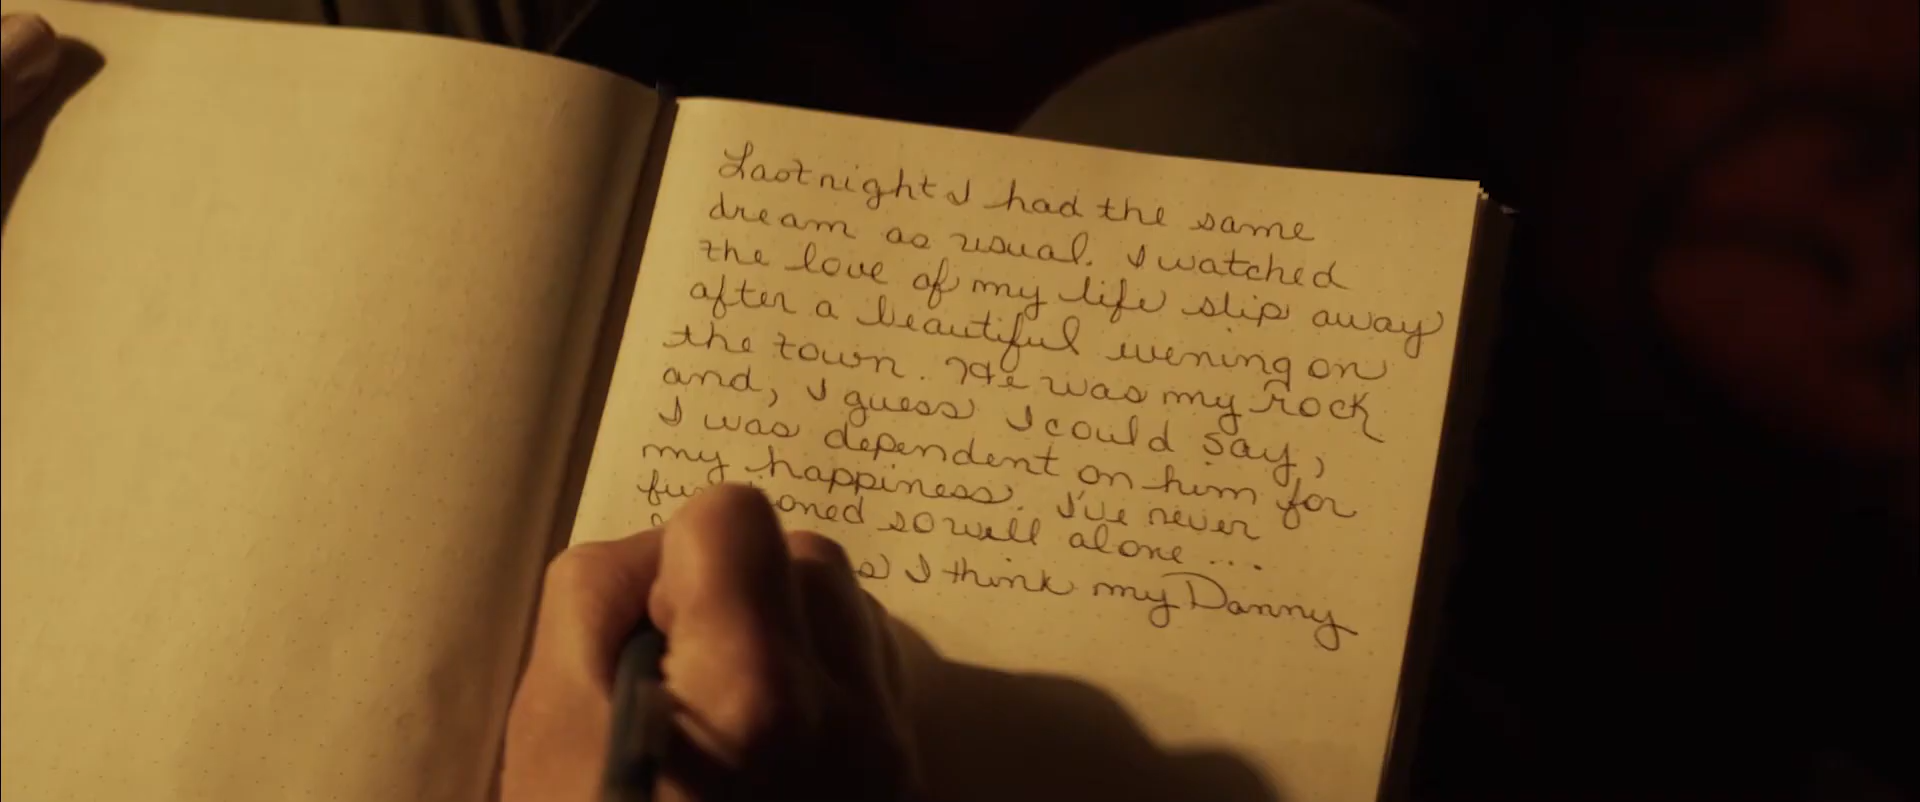 Last night I had the same
dream as usual. I watched
the love of my life slip away
after a beautiful evening on
the town. He was my rock
and, I guess I could say,
I was dependent on him for
my happiness. I've never
so well alone...
I think my Danny